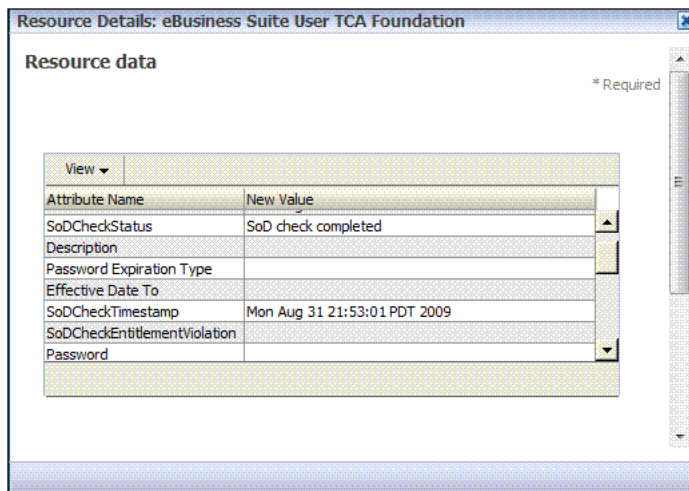 Resource Details: eBusiness Suite User TCA Foundation
Resource data
* Required
View
Attribute Name New Value
SoDCheckStatus SoD check completed
Description
Password Expiration Type
Effective Date To
SoDCheckTimestamp Mon Aug 31 21:53:01 PDT 2009
SoDCheckEntitlementViolation
Password